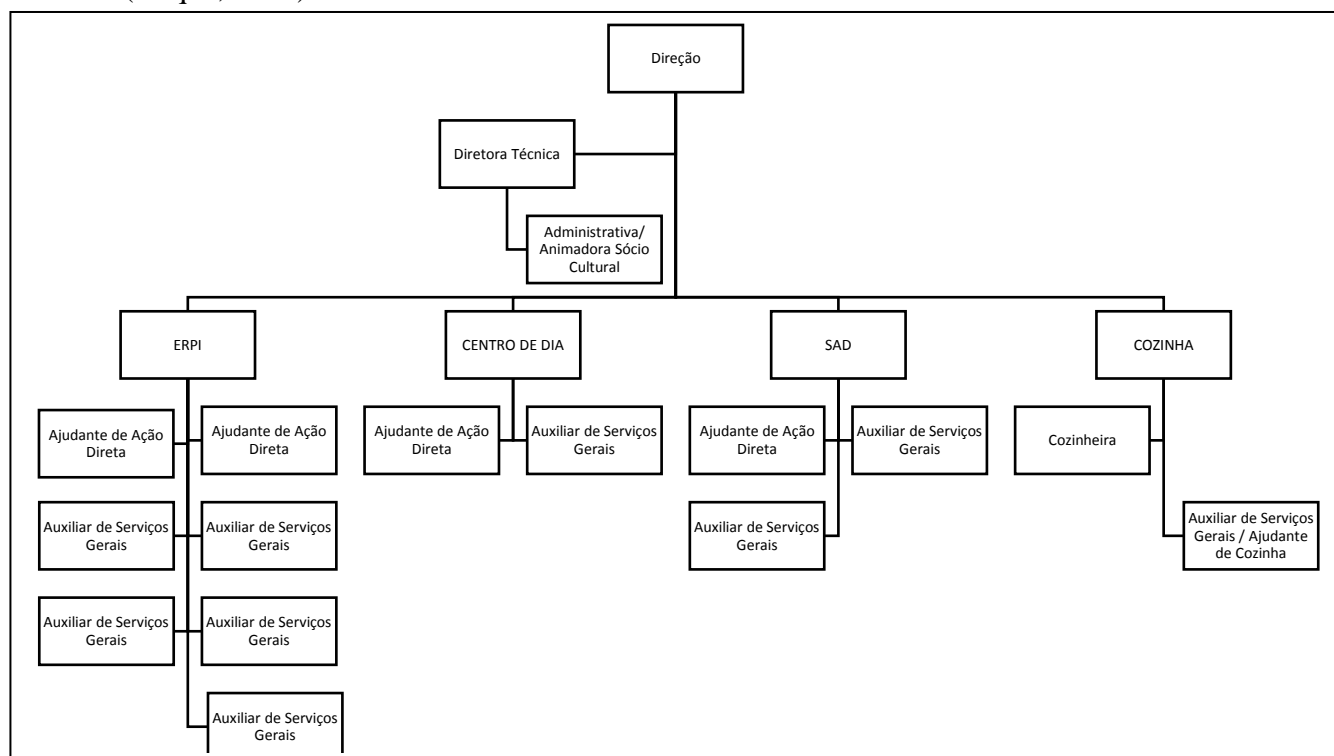 Direção
Diretora Técnica
Administrativa/
Animadora Sócio
Cultural
ERPI
CENTRO DE DIA
SAD
COZINHA
Ajudante de Ação
Direta
Ajudante de Ação
Direta
Ajudante de Ação
Direta
Auxiliar de Serviços
Gerais
Ajudante de Ação
Direta
Auxiliar de Serviços
Gerais
Cozinheira
Auxiliar de Serviços
Gerais
Auxiliar de Serviços
Gerais
Auxiliar de Serviços
Gerais
Auxiliar de Serviços
Gerais / Ajudante
de Cozinha
Auxiliar de Serviços
Gerais
Auxiliar de Serviços
Gerais
Auxiliar de Serviços
Gerais